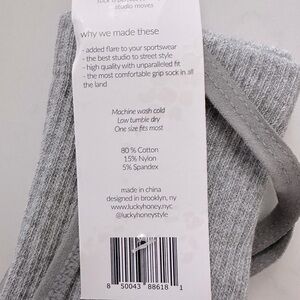 studio moves
why we made these
- added flare to your sportswear
- the best studio to street style
- high quality with unparalleled fit
- the most comfortable grip sock in all
the land
Machine wash cold
Low tumble dry
One size fits most
80 % Cotton
15% Nylon
5% Spandex
made in china
designed in brooklyn, ny
www.luckyhoney.nyc
@luckyhoneystyle
8 50043 88618 1